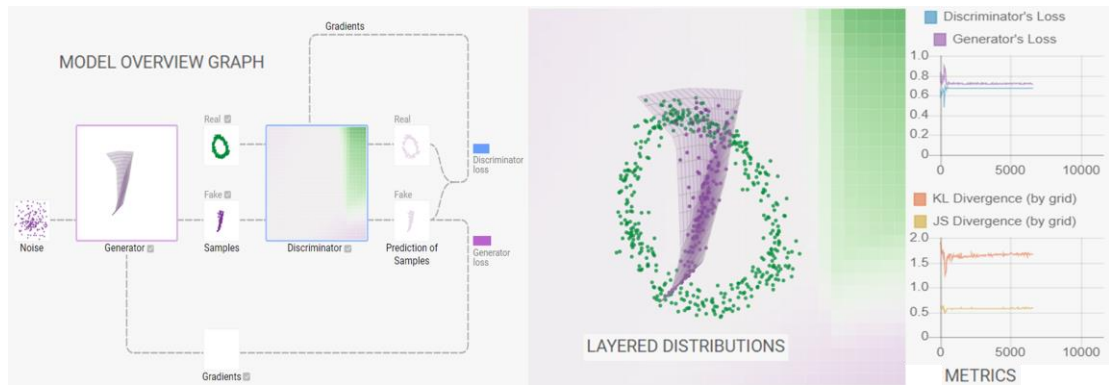 Gradients
MODEL OVERVIEW GRAPH
Real
Real
Discriminator
loss
Fake
Fake
Noise
Generator
Samples
Discriminator
Prediction of
Samples
Generator
loss
Gradients
LAYERED DISTRIBUTIONS
Discriminator's Loss
Generator's Loss
1.0
0.8
0.6
0.4
0.2
0
0
5000
10000
KL Divergence (by grid)
JS Divergence (by grid)
2.0
1.5
1.0
0.5
0
0
5000
10000
METRICS